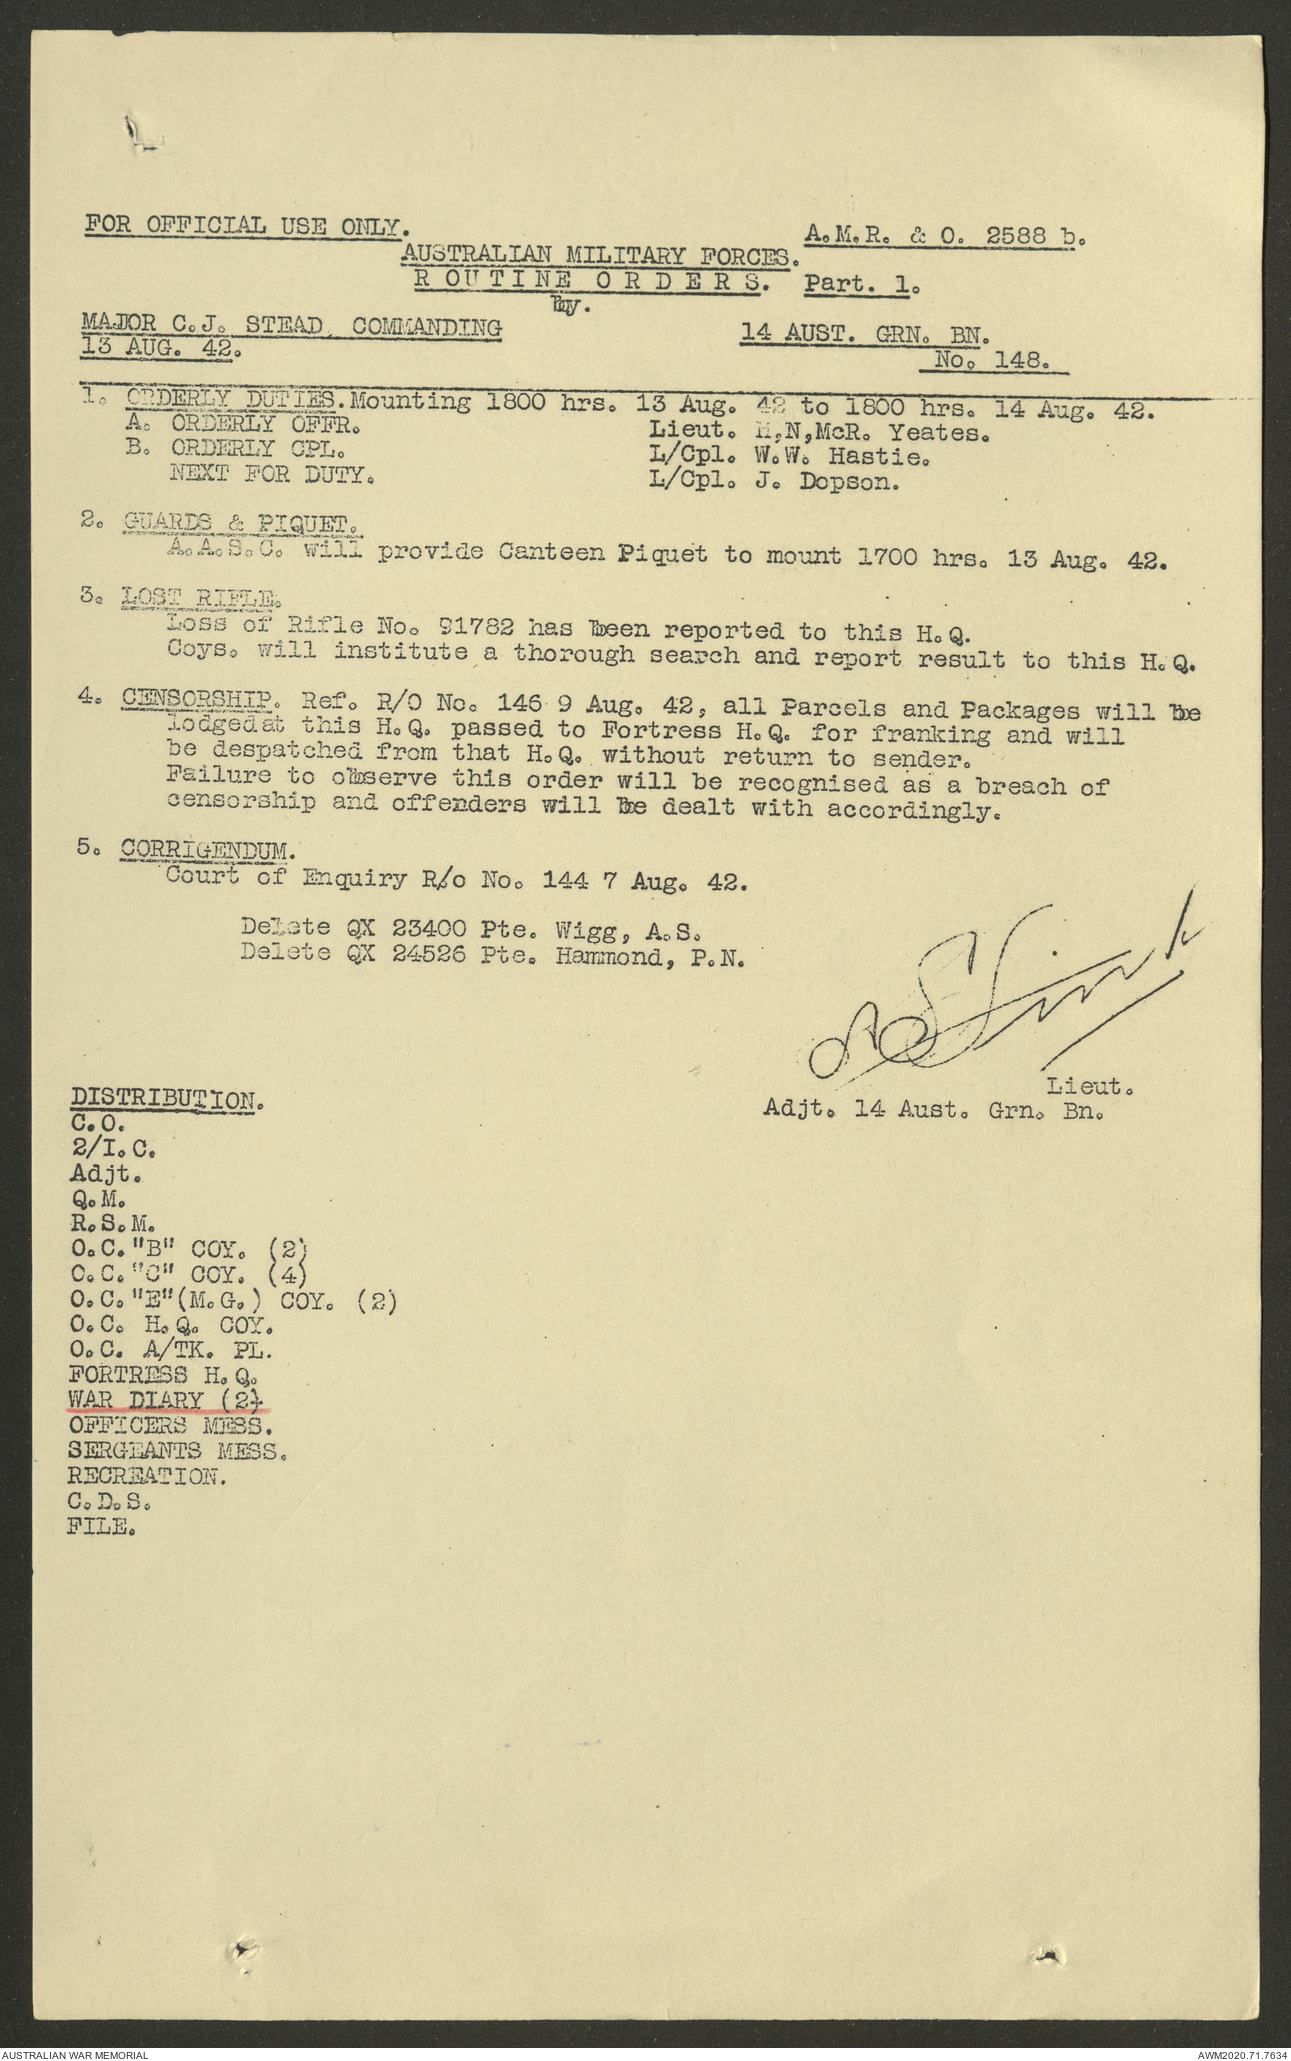 FOR OFFICIAL USE ONLY.
A.M.R. & O. 2588 b.
AUSTRALIAN MILITARY FORCES.
R O U T I N E  O R D E R S.  Part. 1.
by.
MAJOR C.J. STEAD, COMMANDING
14 AUST. GRN. BN.
13 AUG. 42.
No. 148.
1. ORDERLY DUTIES. Mounting 1800 hrs. 13 Aug. 42 to 1800 hrs. 14 Aug. 42.
A. ORDERLY OFFR. Lieut. H,N,McR. Yeates.
B. ORDERLY CPL. L/Cpl. W.W. Hastie.
NEXT FOR DUTY. L/Cpl. J. Dopson.
2. GUARDS & PIQUET.
A.A.S.C. will provide Canteen Piquet to mount 1700 hrs. 13 Aug. 42.
3. LOST RIFLE.
Loss of Rifle No. 91782 has been reported to this H.Q.
Coys. will institute a thorough search and report result to this H.Q.
4. CENSORSHIP. Ref. R/O No. 146 9 Aug. 42, all Parcels and Packages will be
lodgedat this H.Q. passed to Fortress H.Q. for franking and will
be despatched from that H.Q. without return to sender.
Failure to observe this order will be recognised as a breach of
censorship and offenders will be dealt with accordingly.
5. CORRIGENDUM.
Court of Enquiry R/o No. 144 7 Aug. 42.
Delete QX 23400 Pte. Wigg, A.S.
Delete QX 24526 Pte. Hammond, P.N.
Lieut.
Adjt. 14 Aust. Grn. Bn.
DISTRIBUTION.
C.O.
2/I.C.
Adjt.
Q.M.
R.S.M.
O.C."B" COY. (2)
O.C."C" COY. (4)
O.C."E"(M.G.) COY. (2)
O.C. H.Q. COY.
O.C. A/TK. PL.
FORTRESS H.Q.
WAR DIARY (2)
OFFICERS MESS.
SERGEANTS MESS.
RECREATION.
C.D.S.
FILE.
AUSTRALIAN WAR MEMORIAL
AWM2020.71.7634